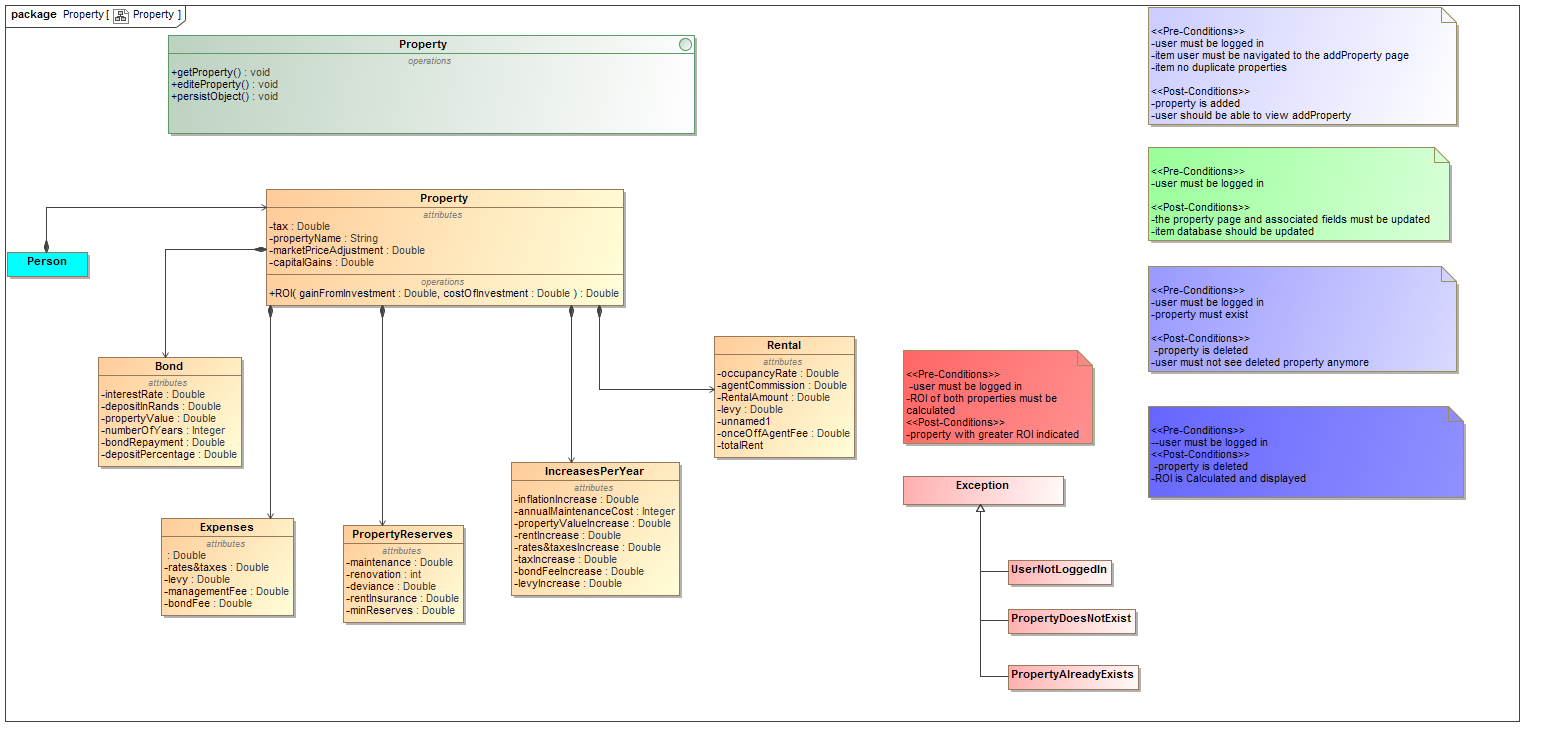 package Property [ Property ]
Property
operations
+getProperty() : void
+editeProperty() : void
+persistObject() : void
<<Pre-Conditions>>
-user must be logged in
-item user must be navigated to the addProperty page
-item no duplicate properties
<<Post-Conditions>>
-property is added
-user should be able to view addProperty
<<Pre-Conditions>>
-user must be logged in
<<Post-Conditions>>
-the property page and associated fields must be updated
-item database should be updated
Property
attributes
-tax : Double
-propertyName : String
-marketPriceAdjustment : Double
-capitalGains : Double
operations
+ROI( gainFromInvestment : Double, costOfInvestment : Double ) : Double
Person
<<Pre-Conditions>>
-user must be logged in
-property must exist
<<Post-Conditions>>
-property is deleted
-user must not see deleted property anymore
Bond
attributes
-interestRate : Double
-depositInRands : Double
-propertyValue : Double
-numberOfYears : Integer
-bondRepayment : Double
-depositPercentage : Double
Rental
attributes
-occupancyRate : Double
-agentCommission : Double
-RentalAmount : Double
-levy : Double
-unnamed1
-onceOffAgentFee : Double
-totalRent
<<Pre-Conditions>>
-user must be logged in
-ROI of both properties must be
calculated
<<Post-Conditions>>
-property with greater ROI indicated
<<Pre-Conditions>>
--user must be logged in
<<Post-Conditions>>
-property is deleted
-ROI is Calculated and displayed
Expenses
attributes
: Double
-rates&taxes : Double
-levy : Double
-managementFee : Double
-bondFee : Double
PropertyReserves
attributes
-maintenance : Double
-renovation : int
-deviance : Double
-rentInsurance : Double
-minReserves : Double
IncreasesPerYear
attributes
-inflationIncrease : Double
-annualMaintenanceCost : Integer
-propertyValueIncrease : Double
-rentIncrease : Double
-rates&taxesIncrease : Double
-taxIncrease : Double
-bondFeeIncrease : Double
-levyIncrease : Double
Exception
UserNotLoggedIn
PropertyDoesNotExist
PropertyAlreadyExists